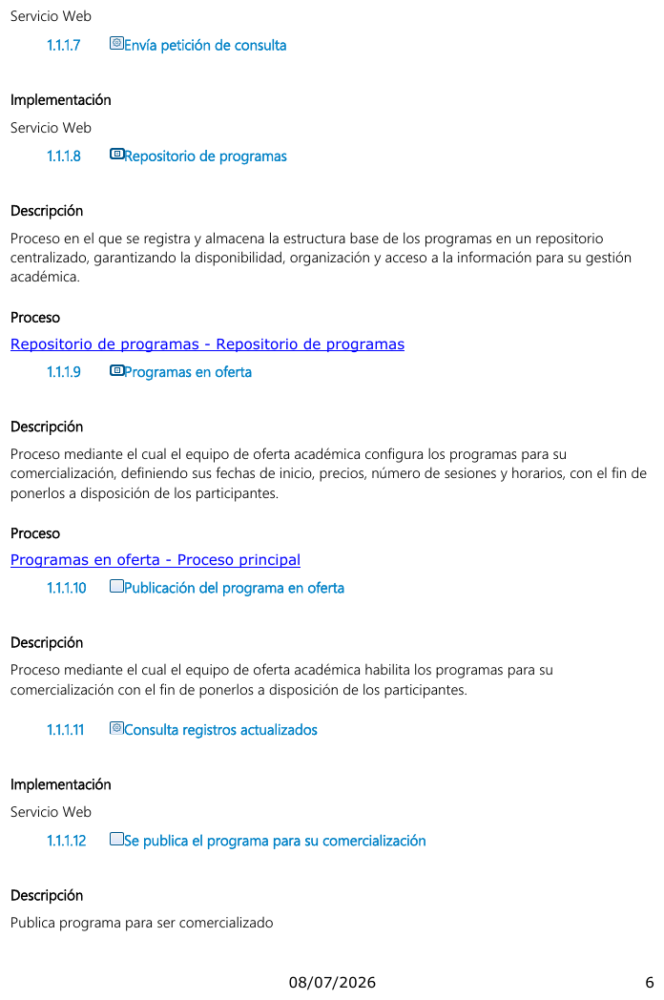 Servicio Web
1.1.1.7 Envía petición de consulta
Implementación
Servicio Web
1.1.1.8 Repositorio de programas
Descripción
Proceso en el que se registra y almacena la estructura base de los programas en un repositorio
centralizado, garantizando la disponibilidad, organización y acceso a la información para su gestión
académica.
Proceso
Repositorio de programas - Repositorio de programas
1.1.1.9 Programas en oferta
Descripción
Proceso mediante el cual el equipo de oferta académica configura los programas para su
comercialización, definiendo sus fechas de inicio, precios, número de sesiones y horarios, con el fin de
ponerlos a disposición de los participantes.
Proceso
Programas en oferta - Proceso principal
1.1.1.10 Publicación del programa en oferta
Descripción
Proceso mediante el cual el equipo de oferta académica habilita los programas para su
comercialización con el fin de ponerlos a disposición de los participantes.
1.1.1.11 Consulta registros actualizados
Implementación
Servicio Web
1.1.1.12 Se publica el programa para su comercialización
Descripción
Publica programa para ser comercializado
08/07/2026 6